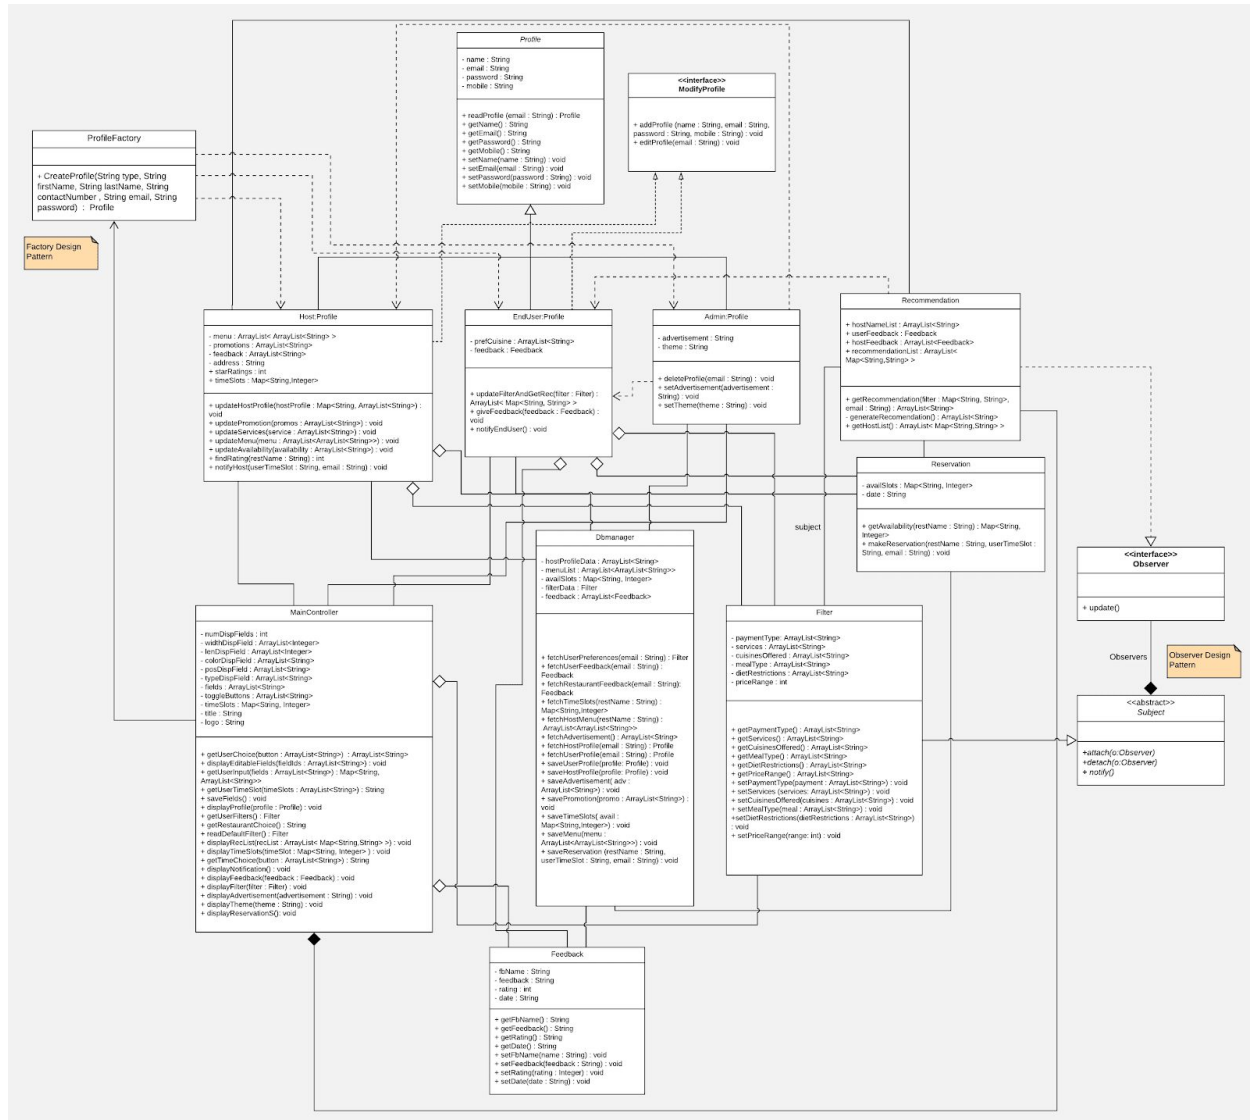 Profile
- name : String
- email : String
- password : String
- mobile : String
+ readProfile (email : String) : Profile
+ getName() : String
+ getEmail() : String
+ getPassword() : String
+ getMobile() : String
+ setName(name : String) : void
+ setEmail(email : String) : void
+ setPassword(password : String) : void
+ setMobile(mobile : String) : void
<<interface>>
ModifyProfile
+ addProfile (name : String, email : String,
password : String, mobile : String) : void
+ editProfile(email : String) : void
ProfileFactory
+ CreateProfile(String type, String
firstName, String lastName, String
contactNumber , String email, String
password) : Profile
Factory Design
Pattern
Host:Profile
- menu : ArrayList< ArrayList<String> >
- promotions : ArrayList<String>
- feedback : ArrayList<String>
- address : String
+ starRatings : int
+ timeSlots : Map<String,Integer>
+ updateHostProfile(hostProfile : Map<String, ArrayList<String>) :
void
+ updatePromotion(promos : ArrayList<String>) : void
+ updateServices(service : ArrayList<String>) : void
+ updateMenu(menu : ArrayList<ArrayList<String>>) : void
+ updateAvailability(availability : ArrayList<String>) : void
+ findRating(restName : String) : int
+ notifyHost(userTimeSlot : String, email : String) : void
EndUser:Profile
- prefCuisine : ArrayList<String>
- feedback : Feedback
+ updateFilterAndGetRec(filter : Filter) :
ArrayList< Map<String, String> >
+ giveFeedback(feedback : Feedback) :
void
+ notifyEndUser() : void
Admin:Profile
- advertisement : String
- theme : String
+ deleteProfile(email : String) : void
+ setAdvertisement(advertisement
: String) : void
+ setTheme(theme : String) : void
Recommendation
+ hostNameList : ArrayList<String>
+ userFeedback : Feedback
+ hostFeedback : ArrayList<Feedback>
+ recommendationList : ArrayList<
Map<String,String> >
+ getRecommendation(filter : Map<String, String>,
email : String) : ArrayList<String>
- generateRecomendation() : ArrayList<String>
+ getHostList() : ArrayList< Map<String,String> >
Reservation
- availSlots : Map<String, Integer>
- date : String
+ getAvailability(restName : String) : Map<String,
Integer>
+ makeReservation(restName : String, userTimeSlot :
String, email : String) : void
subject
Dbmanager
- hostProfileData : ArrayList<String>
- menuList : ArrayList<ArrayList<String>>
- availSlots : Map<String, Integer>
- filterData : Filter
- feedback : ArrayList<Feedback>
+ fetchUserPreferences(email : String) : Filter
+ fetchUserFeedback(email : String) :
Feedback
+ fetchRestaurantFeedback(email : String):
Feedback
+ fetchTimeSlots(restName : String) :
Map<String,Integer>
+ fetchHostMenu(restName : String) :
ArrayList<ArrayList<String>>
+ fetchAdvertisement() : ArrayList<String>
+ fetchHostProfile(email : String) : Profile
+ fetchUserProfile(email : String) : Profile
+ saveUserProfile(profile: Profile) : void
+ saveHostProfile(profile: Profile) : void
+ saveAdvertisement( adv :
ArrayList<String>) : void
+ savePromotion(promo : ArrayList<String>) :
void
+ saveTimeSlots( avail :
Map<String,Integer>) : void
+ saveMenu(menu :
ArrayList<ArrayList<String>>) : void
+ saveReservation (restName : String,
userTimeSlot : String, email : String) : void
<<interface>>
Observer
+ update()
Observers
Observer Design
Pattern
<<abstract>>
Subject
+attach(o:Observer)
+detach(o:Observer)
+ notify()
MainController
- numDispFields : int
- widthDispField : ArrayList<Integer>
- lenDispField : ArrayList<Integer>
- colorDispField : ArrayList<String>
- posDispField : ArrayList<String>
- typeDispField : ArrayList<String>
- fields : ArrayList<String>
- toggleButtons : ArrayList<String>
- timeSlots : Map<String, Integer>
- title : String
- logo : String
+ getUserChoice(button : ArrayList<String>) : ArrayList<String>
+ displayEditableFields(fieldIds : ArrayList<String>) : void
+ getUserInput(fields : ArrayList<String>) : Map<String,
ArrayList<String>>
+ getUserTimeSlot(timeSlots : ArrayList<String>) : String
+ saveFields() : void
+ displayProfile(profile : Profile) : void
+ getUserFilters() : Filter
+ getRestaurantChoice() : String
+ readDefaultFilter() : Filter
+ displayRecList(recList : ArrayList< Map<String,String> >) : void
+ displayTimeSlots(timeSlot : Map<String, Integer> ) : void
+ getTimeChoice(button : ArrayList<String>) : String
+ displayNotification() : void
+ displayFeedback(feedback : Feedback) : void
+ displayFilter(filter : Filter) : void
+ displayAdvertisement(advertisement : String) : void
+ displayTheme(theme : String) : void
+ displayReservationS(): void
Filter
- paymentType: ArrayList<String>
- services : ArrayList<String>
- cuisinesOffered : ArrayList<String>
- mealType : ArrayList<String>
- dietRestrictions : ArrayList<String>
- priceRange : int
+ getPaymentType() : ArrayList<String>
+ getServices() : ArrayList<String>
+ getCuisinesOffered() : ArrayList<String>
+ getMealType() : ArrayList<String>
+ getDietRestrictions() : ArrayList<String>
+ getPriceRange() : ArrayList<String>
+ setPaymentType(payment : ArrayList<String>) : void
+ setServices (services: ArrayList<String>) : void
+ setCuisinesOffered(cuisines : ArrayList<String>) : void
+ setMealType(meal : ArrayList<String>) : void
+setDietRestrictions(dietRestrictions : ArrayList<String>)
: void
+ setPriceRange(range: int) : void
Feedback
- fbName : String
- feedback : String
- rating : int
- date : String
+ getFbName() : String
+ getFeedback() : String
+ getRating() : String
+ getDate() : String
+ setFbName(name : String) : void
+ setFeedback(feedback : String) : void
+ setRating(rating : Integer) : void
+ setDate(date : String) : void